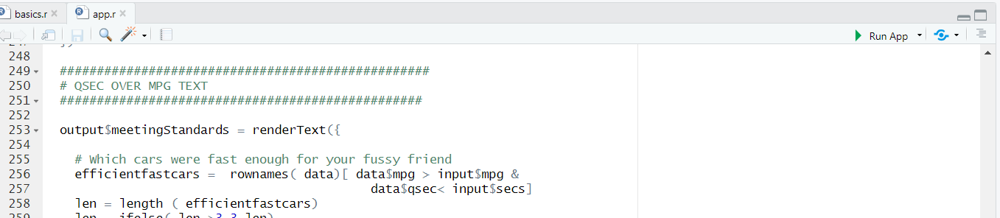 basics.r
app.r
Run App
248
249 ##################################################
250 # QSEC OVER MPG TEXT
251 #################################################
252
253 output$meetingStandards = renderText({
254
255 # Which cars were fast enough for your fussy friend
256 efficientfastcars =  rownames( data)[ data$mpg > input$mpg &
257 data$qsec< input$secs]
258 len = length ( efficientfastcars)
259 len = ifelse( len >3,3,len)